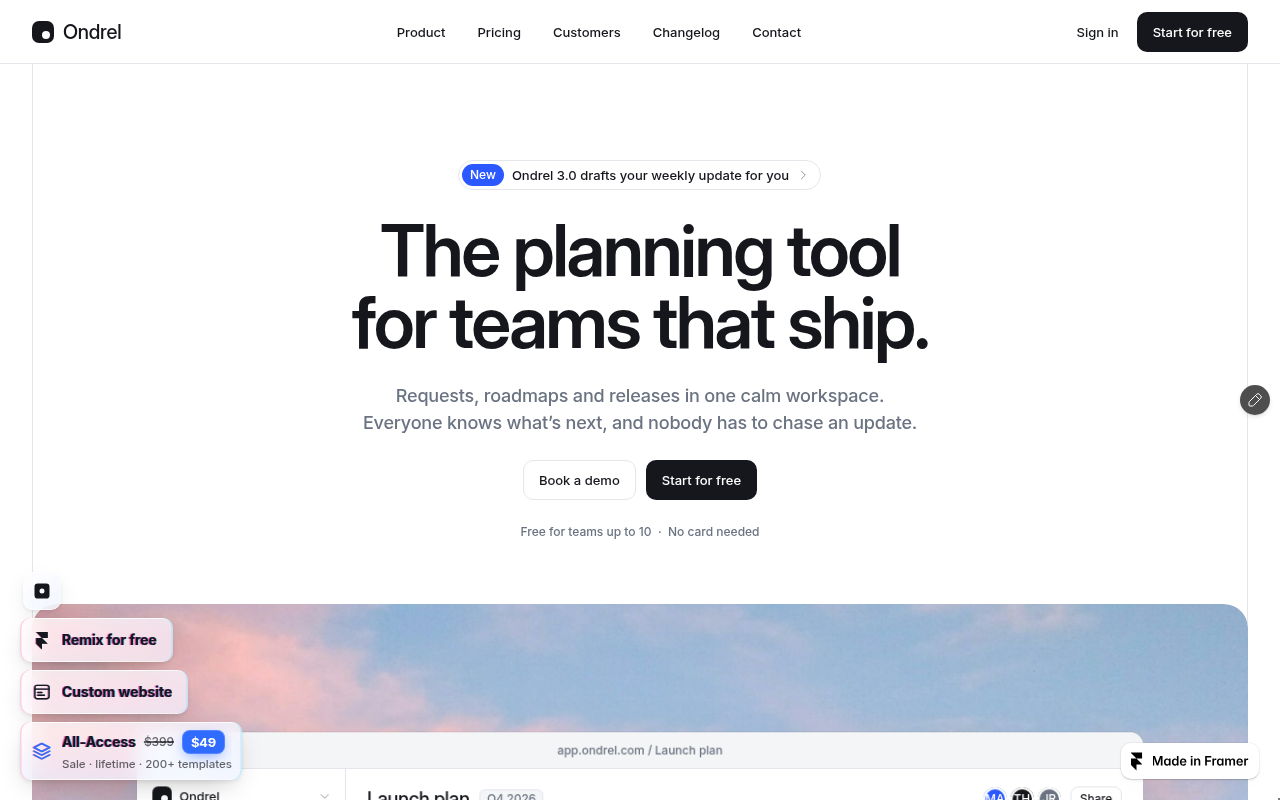 Ondrel
Product
Pricing
Customers
Changelog
Contact
Sign in
Start for free
New
Ondrel 3.0 drafts your weekly update for you
The planning tool
for teams that ship.
Requests, roadmaps and releases in one calm workspace.
Everyone knows what’s next, and nobody has to chase an update.
Book a demo
Start for free
Free for teams up to 10 · No card needed
Remix for free
Custom website
All-Access $399 $49
Sale · lifetime · 200+ templates
app.ondrel.com / Launch plan
Made in Framer
Ondrel
Launch plan
Q4 2026
MA
TH
JR
Share